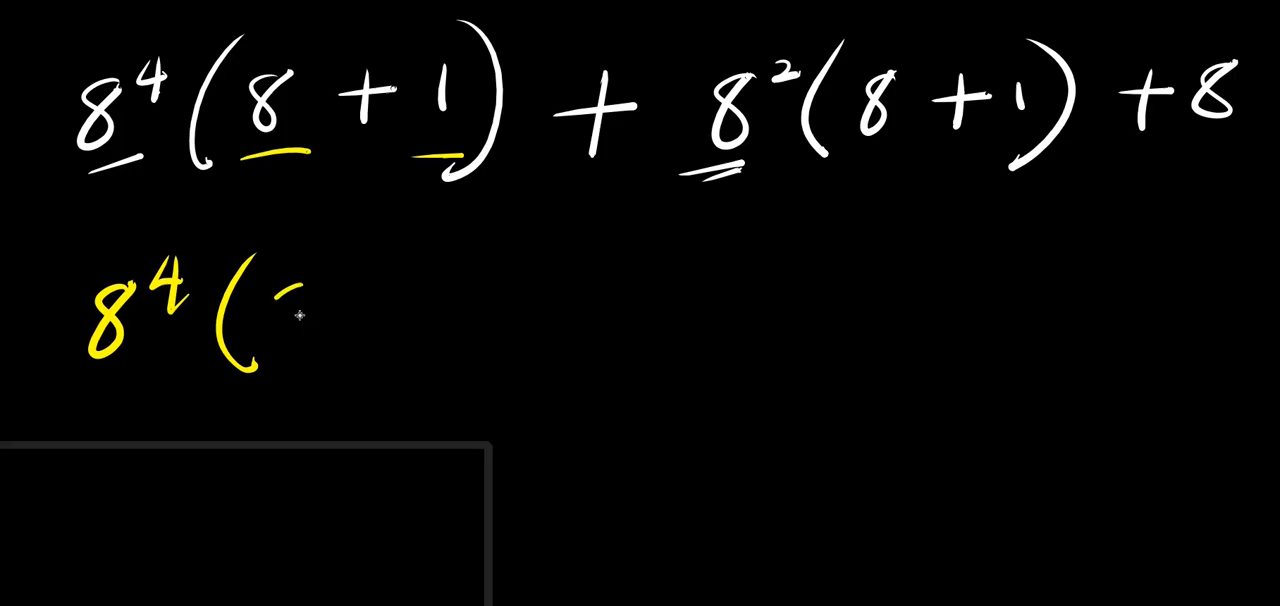 8⁴(8 + 1) + 8²(8 + 1) + 8
8⁴(